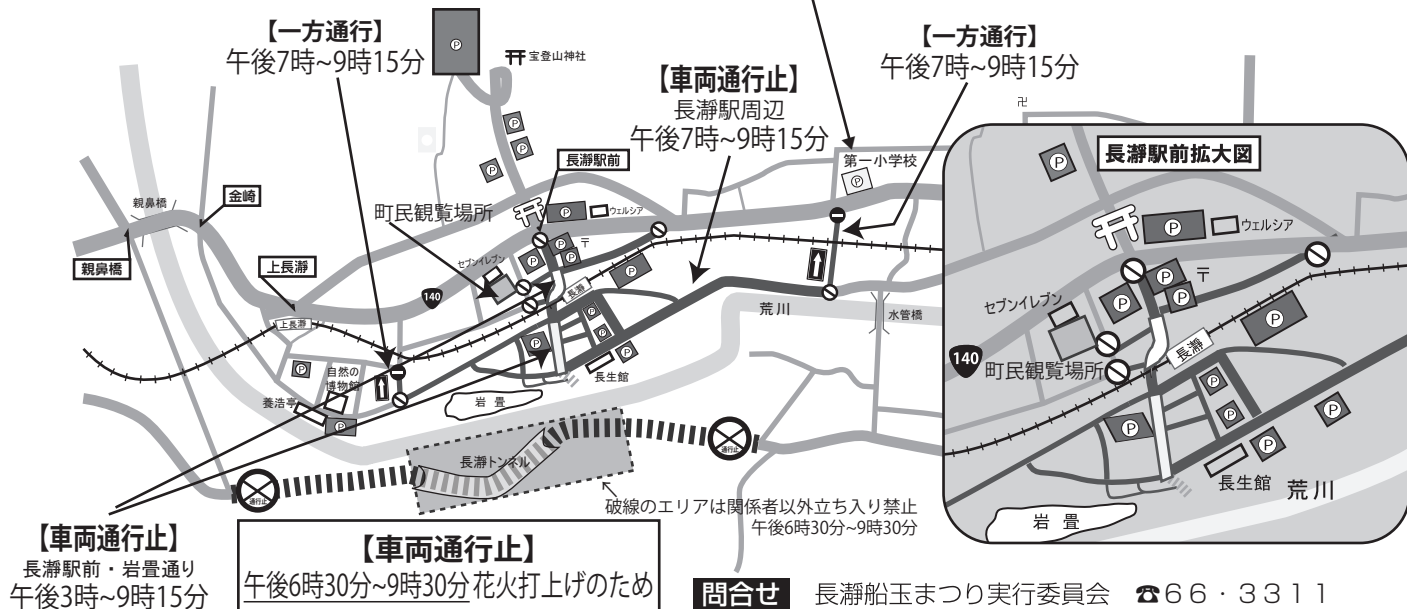 【一方通行】
午後7時~9時15分
P
宝登山神社
【車両通行止】
長瀞駅周辺
午後7時~9時15分
【一方通行】
午後7時~9時15分
卍
P
P
P
長瀞駅前
第一小学校
P
親鼻橋
金崎
親鼻橋
上長瀞
上長瀞
町民観覧場所
P
ウェルシア
セブンイレブン
P
P
P
〒
P
140
長瀞
荒川
水管橋
P
P
P
P
長生館
P
自然の
博物館
養浩亭
P
岩畳
長瀞トンネル
通行止
通行止
破線のエリアは関係者以外立ち入り禁止
午後6時30分~9時30分
【車両通行止】
長瀞駅前・岩畳通り
午後3時~9時15分
【車両通行止】
午後6時30分~9時30分 花火打上げのため
長瀞駅前拡大図
P
P
ウェルシア
P
P
P
〒
セブンイレブン
P
長瀞
140
町民観覧場所
P
P
P
P
P
長生館
荒川
岩畳
問合せ 長瀞船玉まつり実行委員会 ☎66・3311